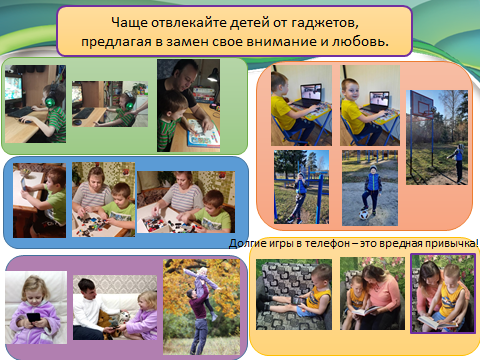 Чаще отвлекайте детей от гаджетов,
предлагая в замен свое внимание и любовь.
Долгие игры в телефон – это вредная привычка!